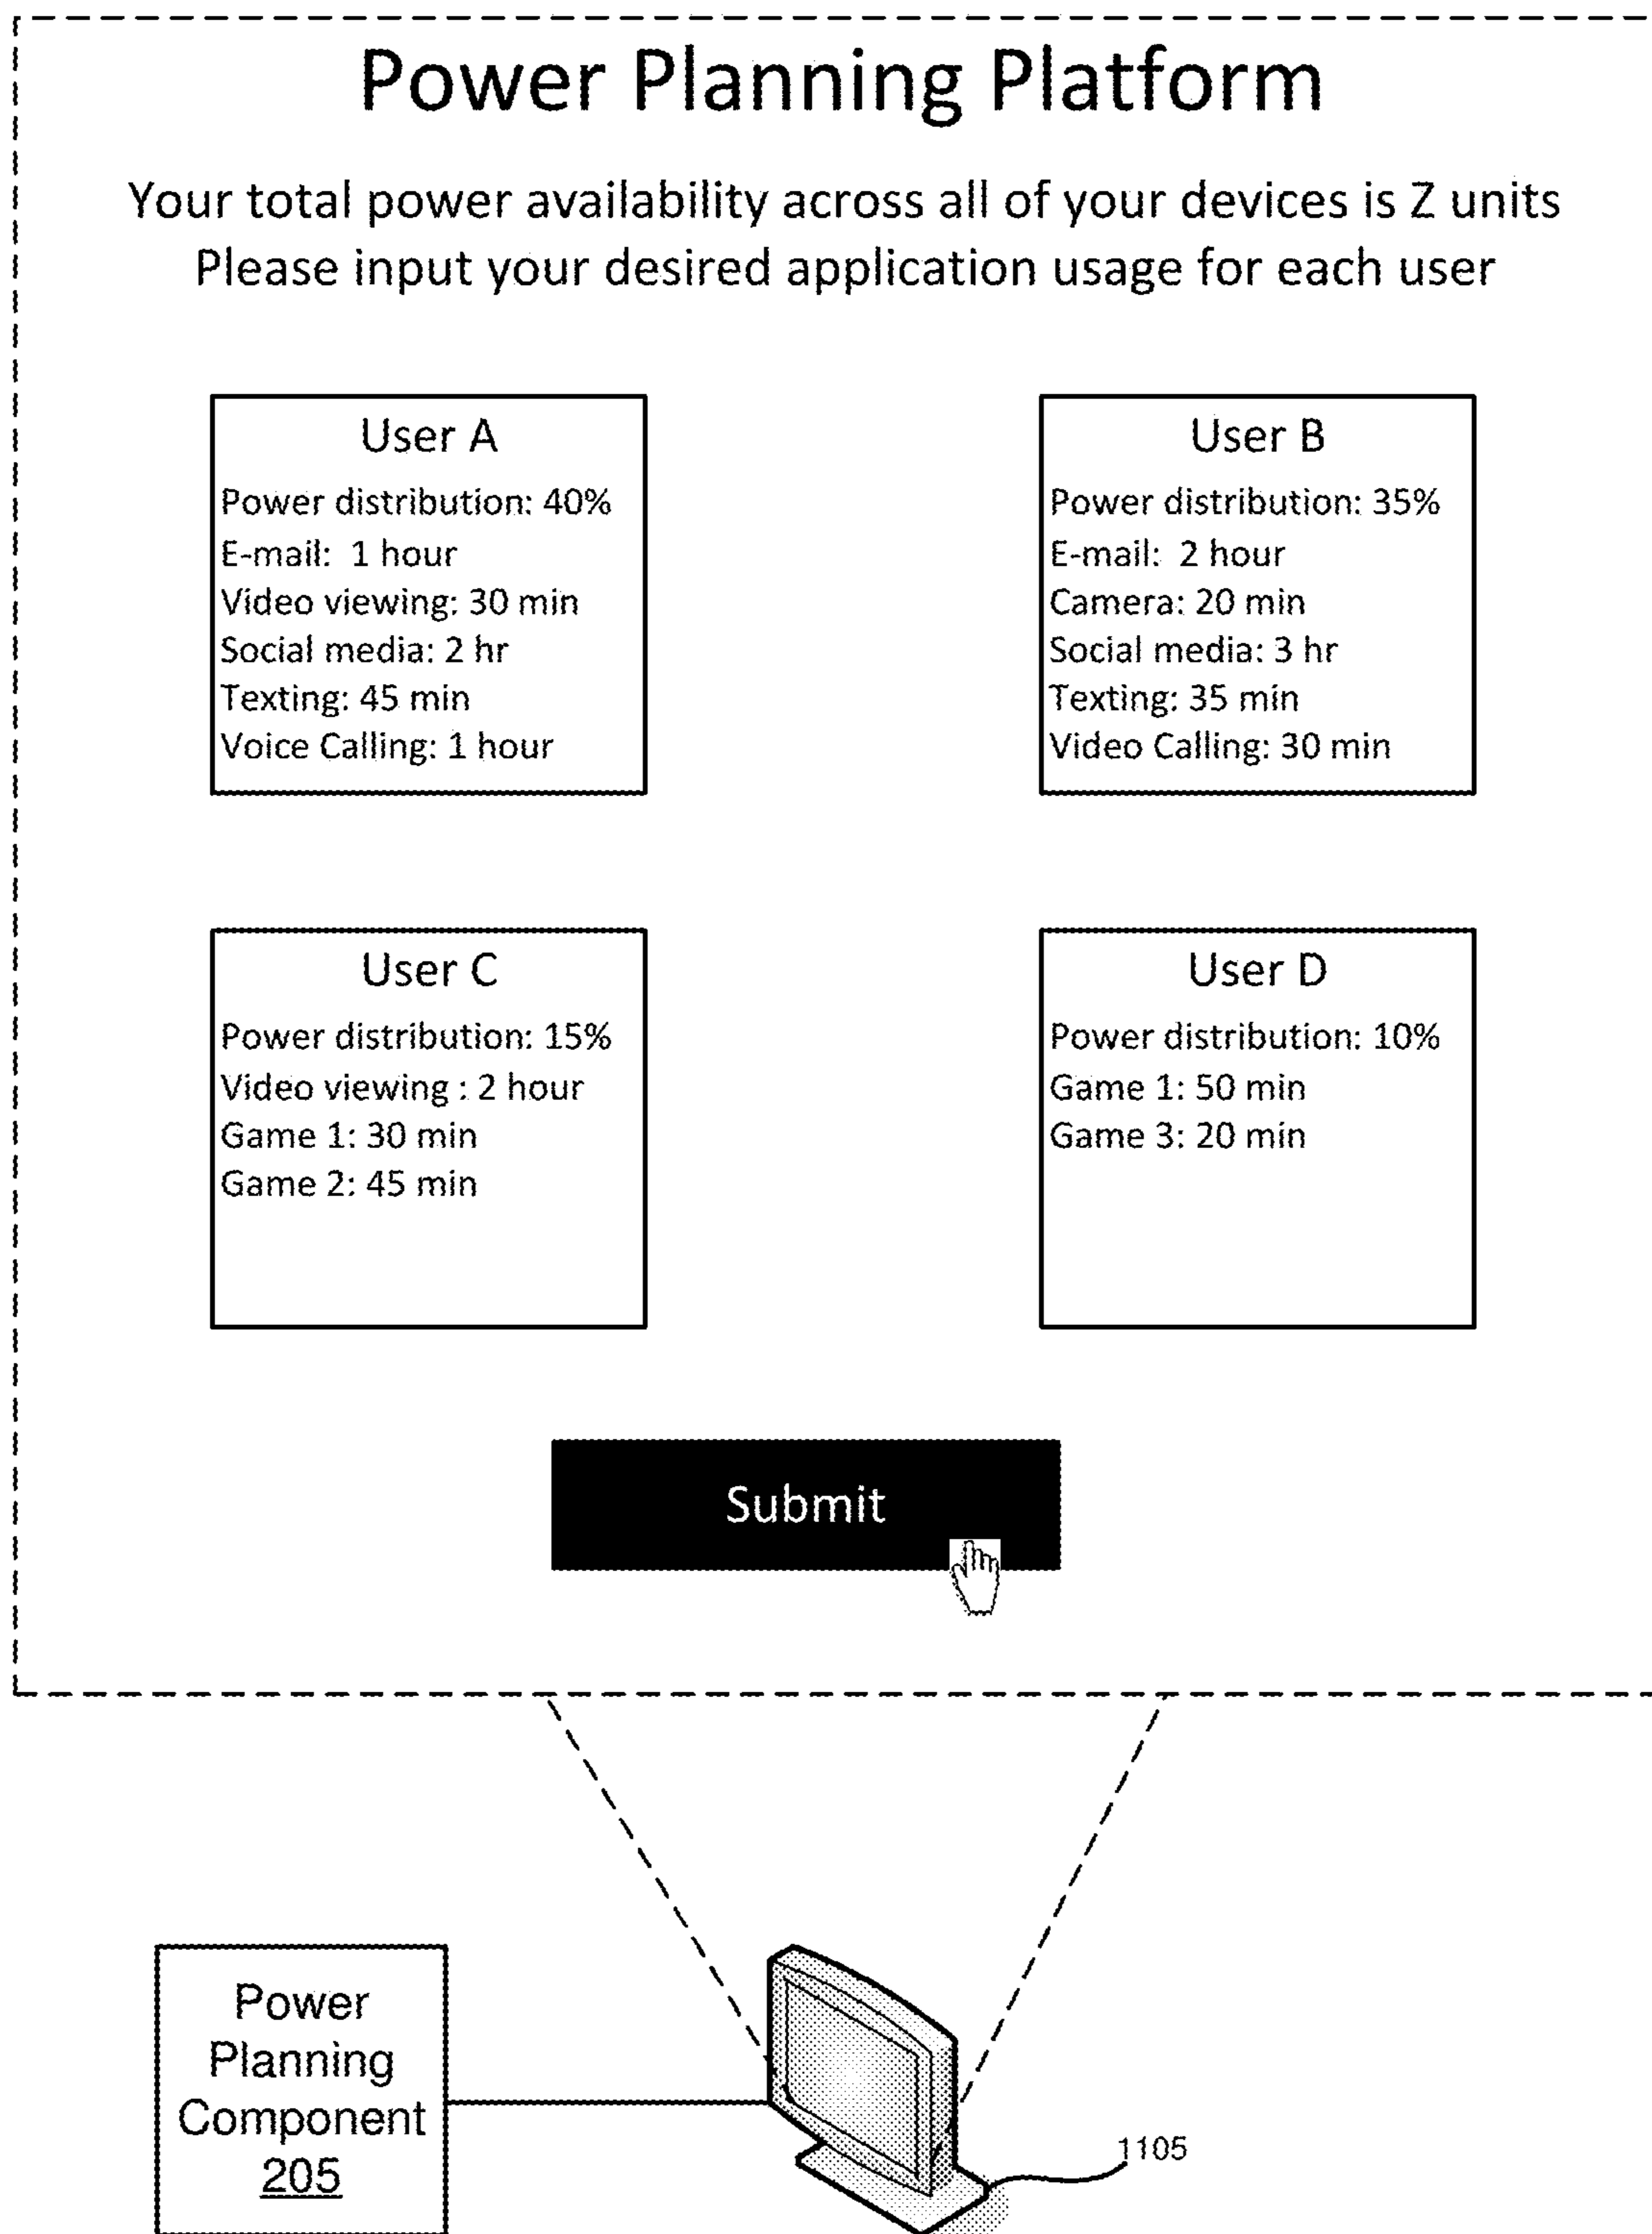 Power Planning Platform
Your total power availability across all of your devices is Z units
Please input your desired application usage for each user
User A
Power distribution: 40%
E-mail:  1 hour
Video viewing: 30 min
Social media: 2 hr
Texting: 45 min
Voice Calling: 1 hour
User B
Power distribution: 35%
E-mail:  2 hour
Camera: 20 min
Social media: 3 hr
Texting: 35 min
Video Calling: 30 min
User C
Power distribution: 15%
Video viewing : 2 hour
Game 1: 30 min
Game 2: 45 min
User D
Power distribution: 10%
Game 1: 50 min
Game 3: 20 min
Submit
Power
Planning
Component
205
1105